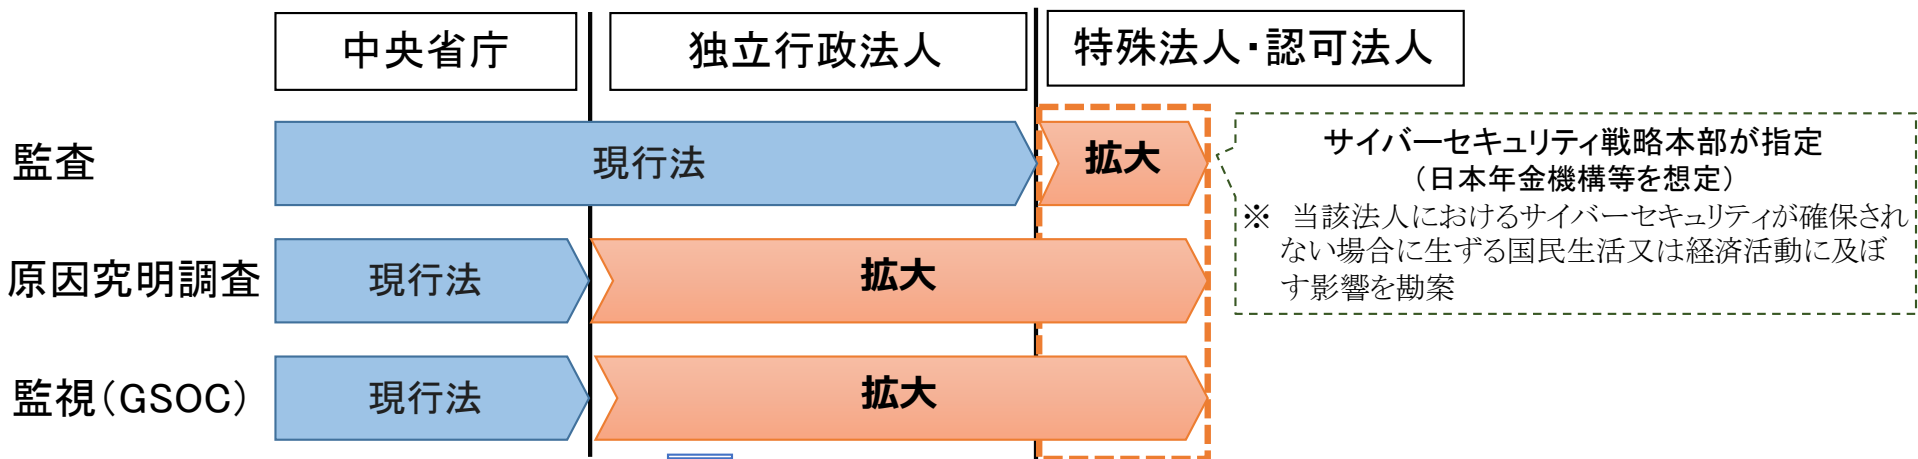 中央省庁
独立行政法人
特殊法人・認可法人
監査
現行法
拡大
サイバーセキュリティ戦略本部が指定
（日本年金機構等を想定）
※ 当該法人におけるサイバーセキュリティが確保され
ない場合に生ずる国民生活又は経済活動に及ぼ
す影響を勘案
原因究明調査
現行法
拡大
監視（GSOC）
現行法
拡大